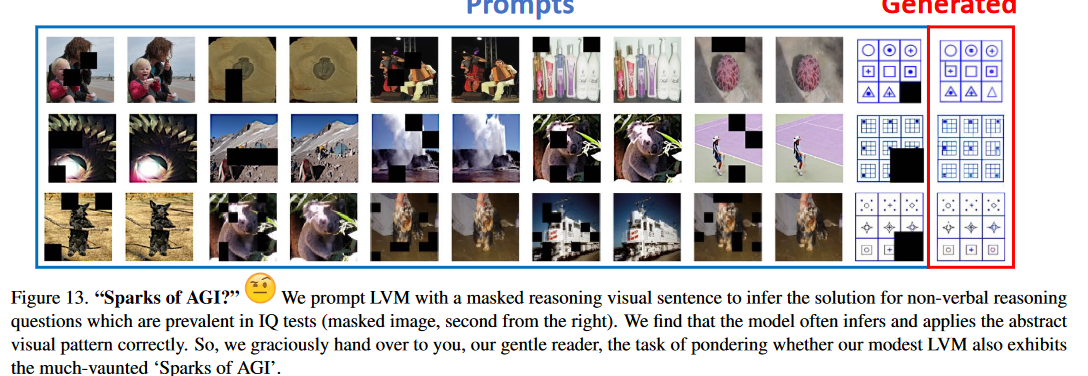 Prompts Generated
Figure 13. “Sparks of AGI?” 🤨 We prompt LVM with a masked reasoning visual sentence to infer the solution for non-verbal reasoning
questions which are prevalent in IQ tests (masked image, second from the right). We find that the model often infers and applies the abstract
visual pattern correctly. So, we graciously hand over to you, our gentle reader, the task of pondering whether our modest LVM also exhibits
the much-vaunted ‘Sparks of AGI’.